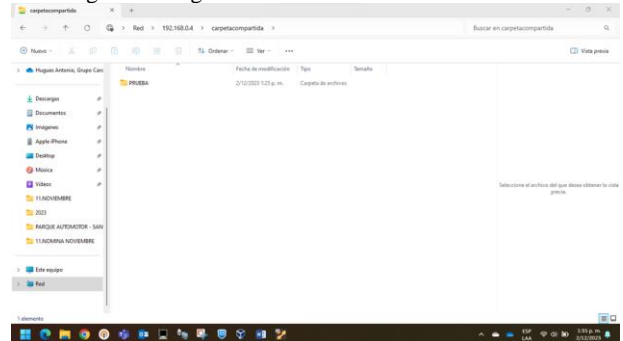 carpetacompartida
Red > 192.168.0.4 > carpetacompartida >
Buscar en carpetacompartida
Nuevo
Ordenar
Ver
Vista previa
Hugues Antonio, Grupo
Nombre
Fecha de modificación
Tipo
Tamaño
PRUEBA
2/12/2023 1:23 p. m.
Carpeta de archivos
Descargas
Documentos
Imágenes
Apple iPhone
Desktop
Música
Videos
11.NOVIEMBRE
2023
PARQUE AUTOMOTOR - SAN
11.NOMINA NOVIEMBRE
Este equipo
Red
Seleccione el archivo del que desea obtener la vista
previa.
1 elemento
ESP
LAA
1:35 p. m.
2/12/2023